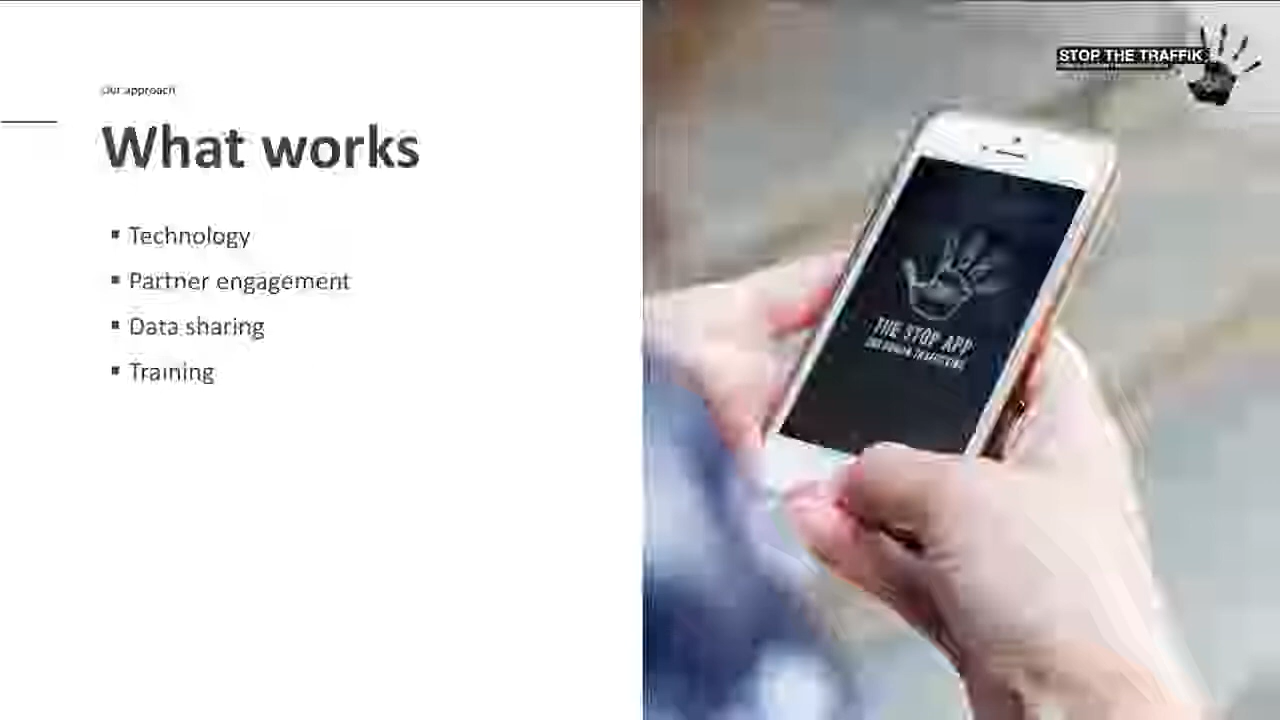 Our approach
What works
▪ Technology
▪ Partner engagement
▪ Data sharing
▪ Training
STOP THE TRAFFIK
THE STOP APP